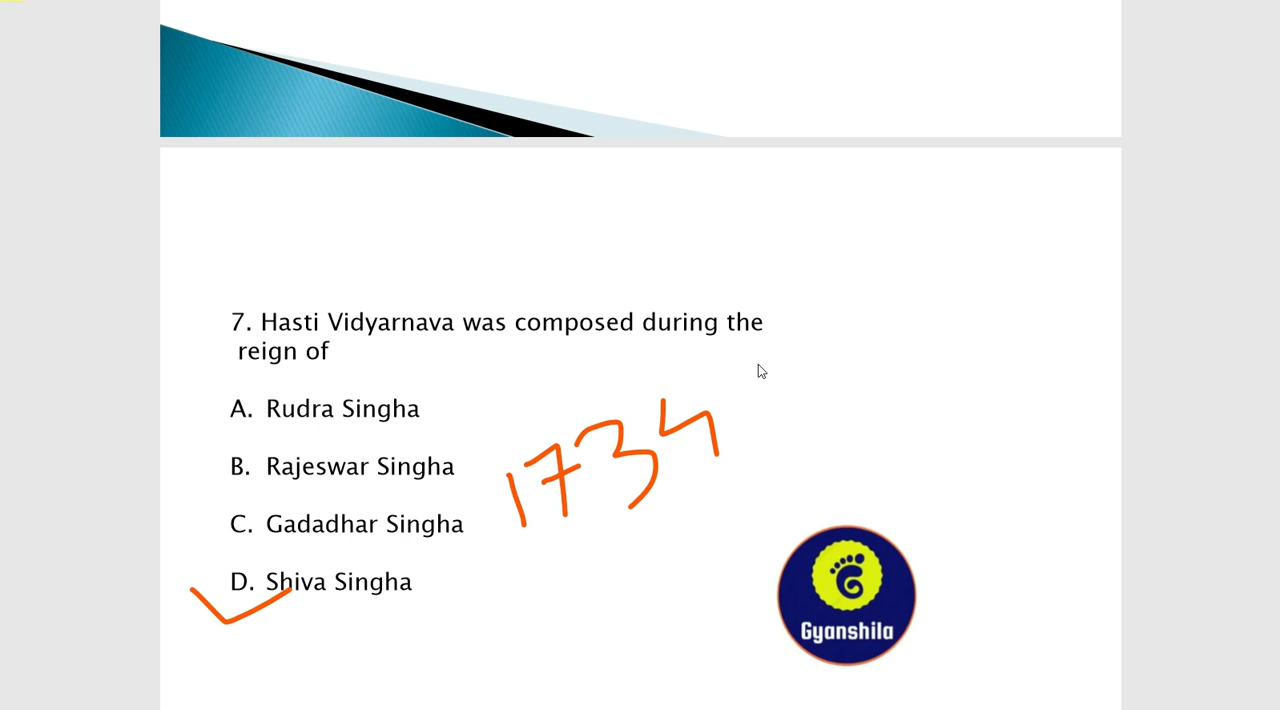 7. Hasti Vidyarnava was composed during the
reign of
A. Rudra Singha
B. Rajeswar Singha
1734
C. Gadadhar Singha
D. Shiva Singha
Gyanshila